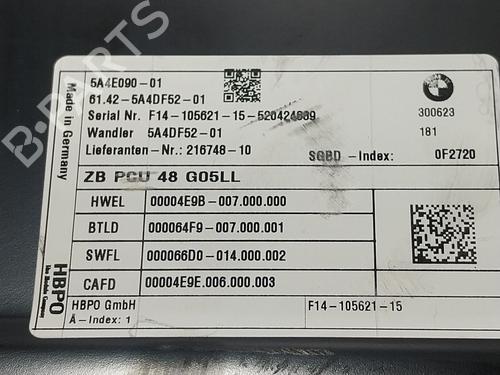 B-PARTS
Made in Germany
5A4E090-01
61.42-5A4DF52-01
Serial Nr. F14-105621-15-520424639
Wandler 5A4DF52-01
Lieferanten-Nr.: 216748-10
BMW
300623
181
SGBD -Index: 0F2720
ZB PCU 48 G05LL
HWEL 00004E9B-007.000.000
BTLD 000064F9-007.000.001
SWFL 000066D0-014.000.002
CAFD 00004E9E.006.000.003
HBPO
HBPO GmbH
Ä-Index: 1
F14-105621-15